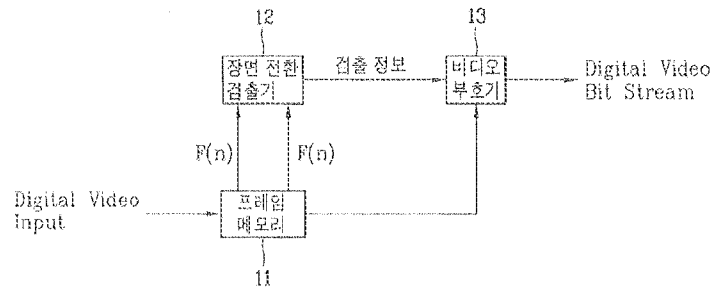 12
13
장면 전환
검출기
검출 정보
비디오
부호기
Digital Video
Bit Stream
F(n)
F(n)
Digital Video
Input
프레임
메모리
11